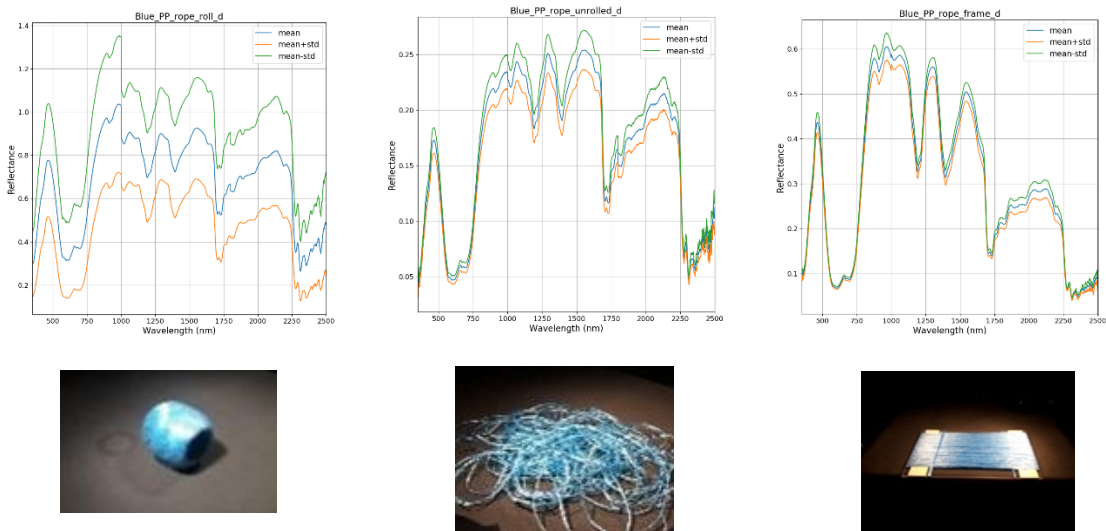 Blue_PP_rope_roll_d
mean
mean+std
mean-std
Reflectance
1.4
1.2
1.0
0.8
0.6
0.4
0.2
500 750 1000 1250 1500 1750 2000 2250 2500
Wavelength (nm)
Blue_PP_rope_unrolled_d
mean
mean+std
mean-std
Reflectance
0.25
0.20
0.15
0.10
0.05
500 750 1000 1250 1500 1750 2000 2250 2500
Wavelength (nm)
Blue_PP_rope_frame_d
mean
mean+std
mean-std
Reflectance
0.6
0.5
0.4
0.3
0.2
0.1
500 750 1000 1250 1500 1750 2000 2250 2500
Wavelength (nm)